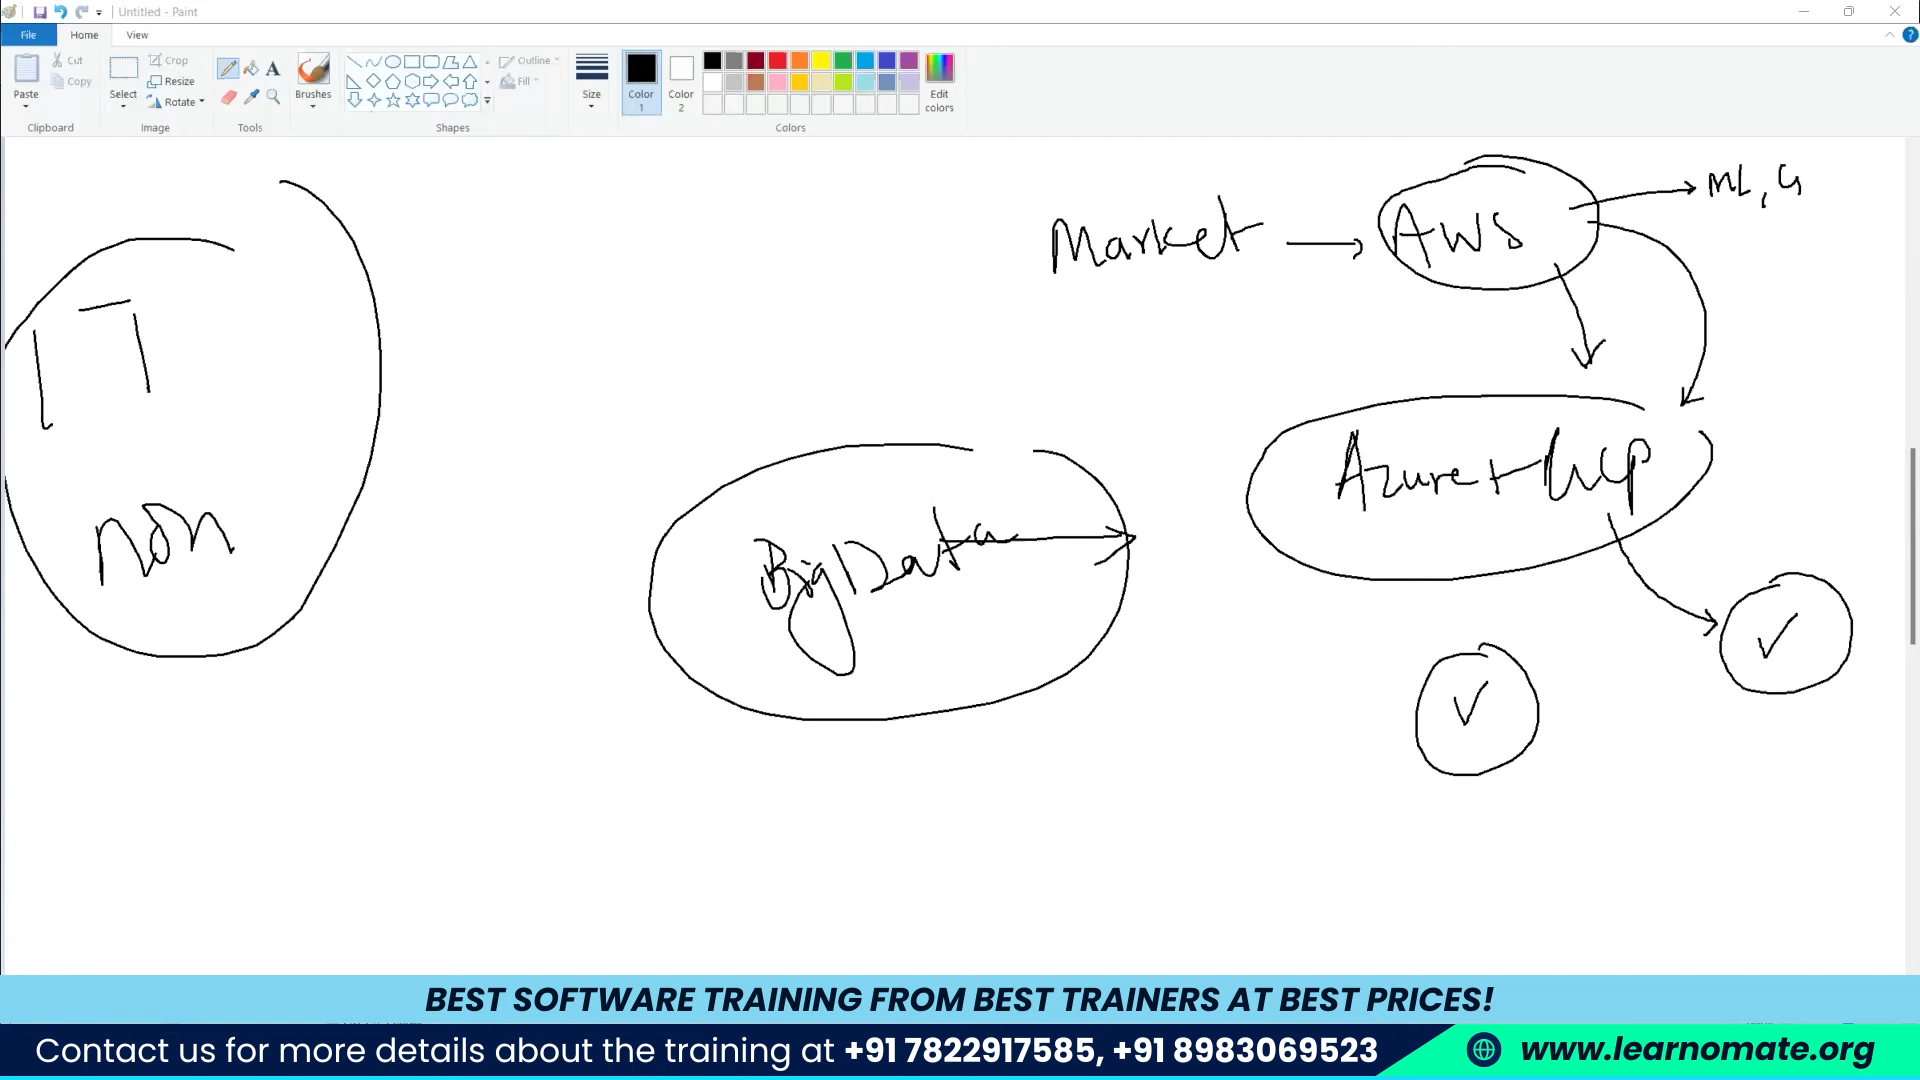 Untitled - Paint
File Home View
Paste
Cut
Copy
Clipboard
Select
Crop
Resize
Rotate
Image
A
Tools
Brushes
Shapes
Outline
Fill
Size
Color 1
Color 2
Edit colors
Colors
IT
non
Market
AWS
ML, G
BigData
Azure + GCP
BEST SOFTWARE TRAINING FROM BEST TRAINERS AT BEST PRICES!
Contact us for more details about the training at +91 7822917585, +91 8983069523
www.learnomate.org